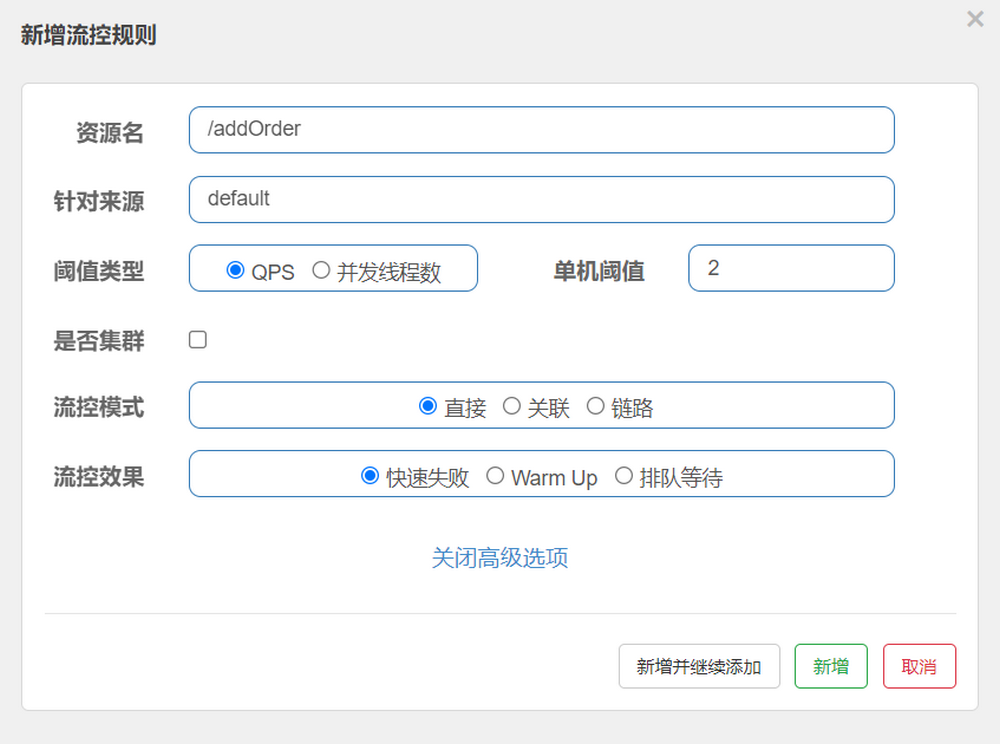 新增流控规则
资源名 /addOrder
针对来源 default
阈值类型 QPS 并发线程数 单机阈值 2
是否集群
流控模式 直接 关联 链路
流控效果 快速失败 Warm Up 排队等待
关闭高级选项
新增并继续添加 新增 取消